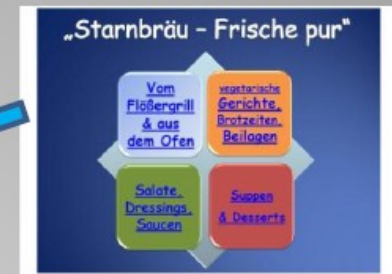 „Starnbräu – Frische pur“
Vom
Flößergrill
& aus
dem Ofen
vegetarische
Gerichte,
Brotzeiten,
Beilagen
Salate,
Dressings,
Saucen
Suppen
& Desserts